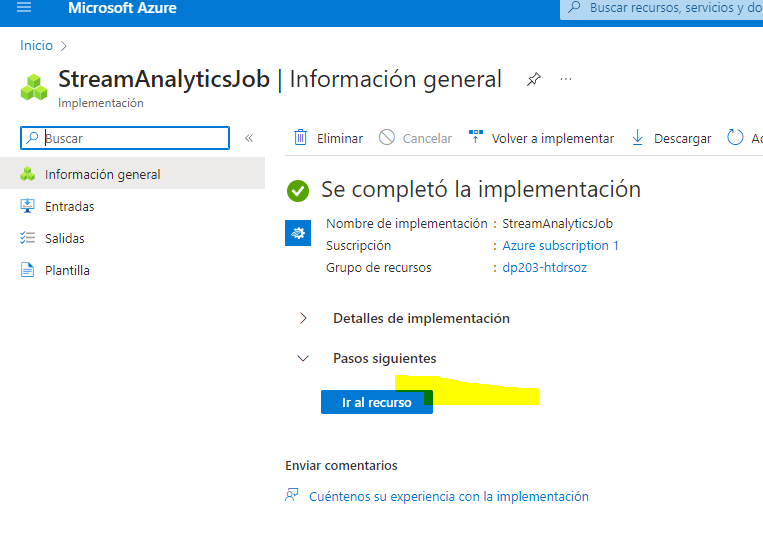 Microsoft Azure
Buscar recursos, servicios y do
Inicio
StreamAnalyticsJob | Información general
Implementación
Buscar
Eliminar
Cancelar
Volver a implementar
Descargar
Información general
Entradas
Salidas
Plantilla
Se completó la implementación
Nombre de implementación : StreamAnalyticsJob
Suscripción : Azure subscription 1
Grupo de recursos : dp203-htdrsoz
Detalles de implementación
Pasos siguientes
Ir al recurso
Enviar comentarios
Cuéntenos su experiencia con la implementación